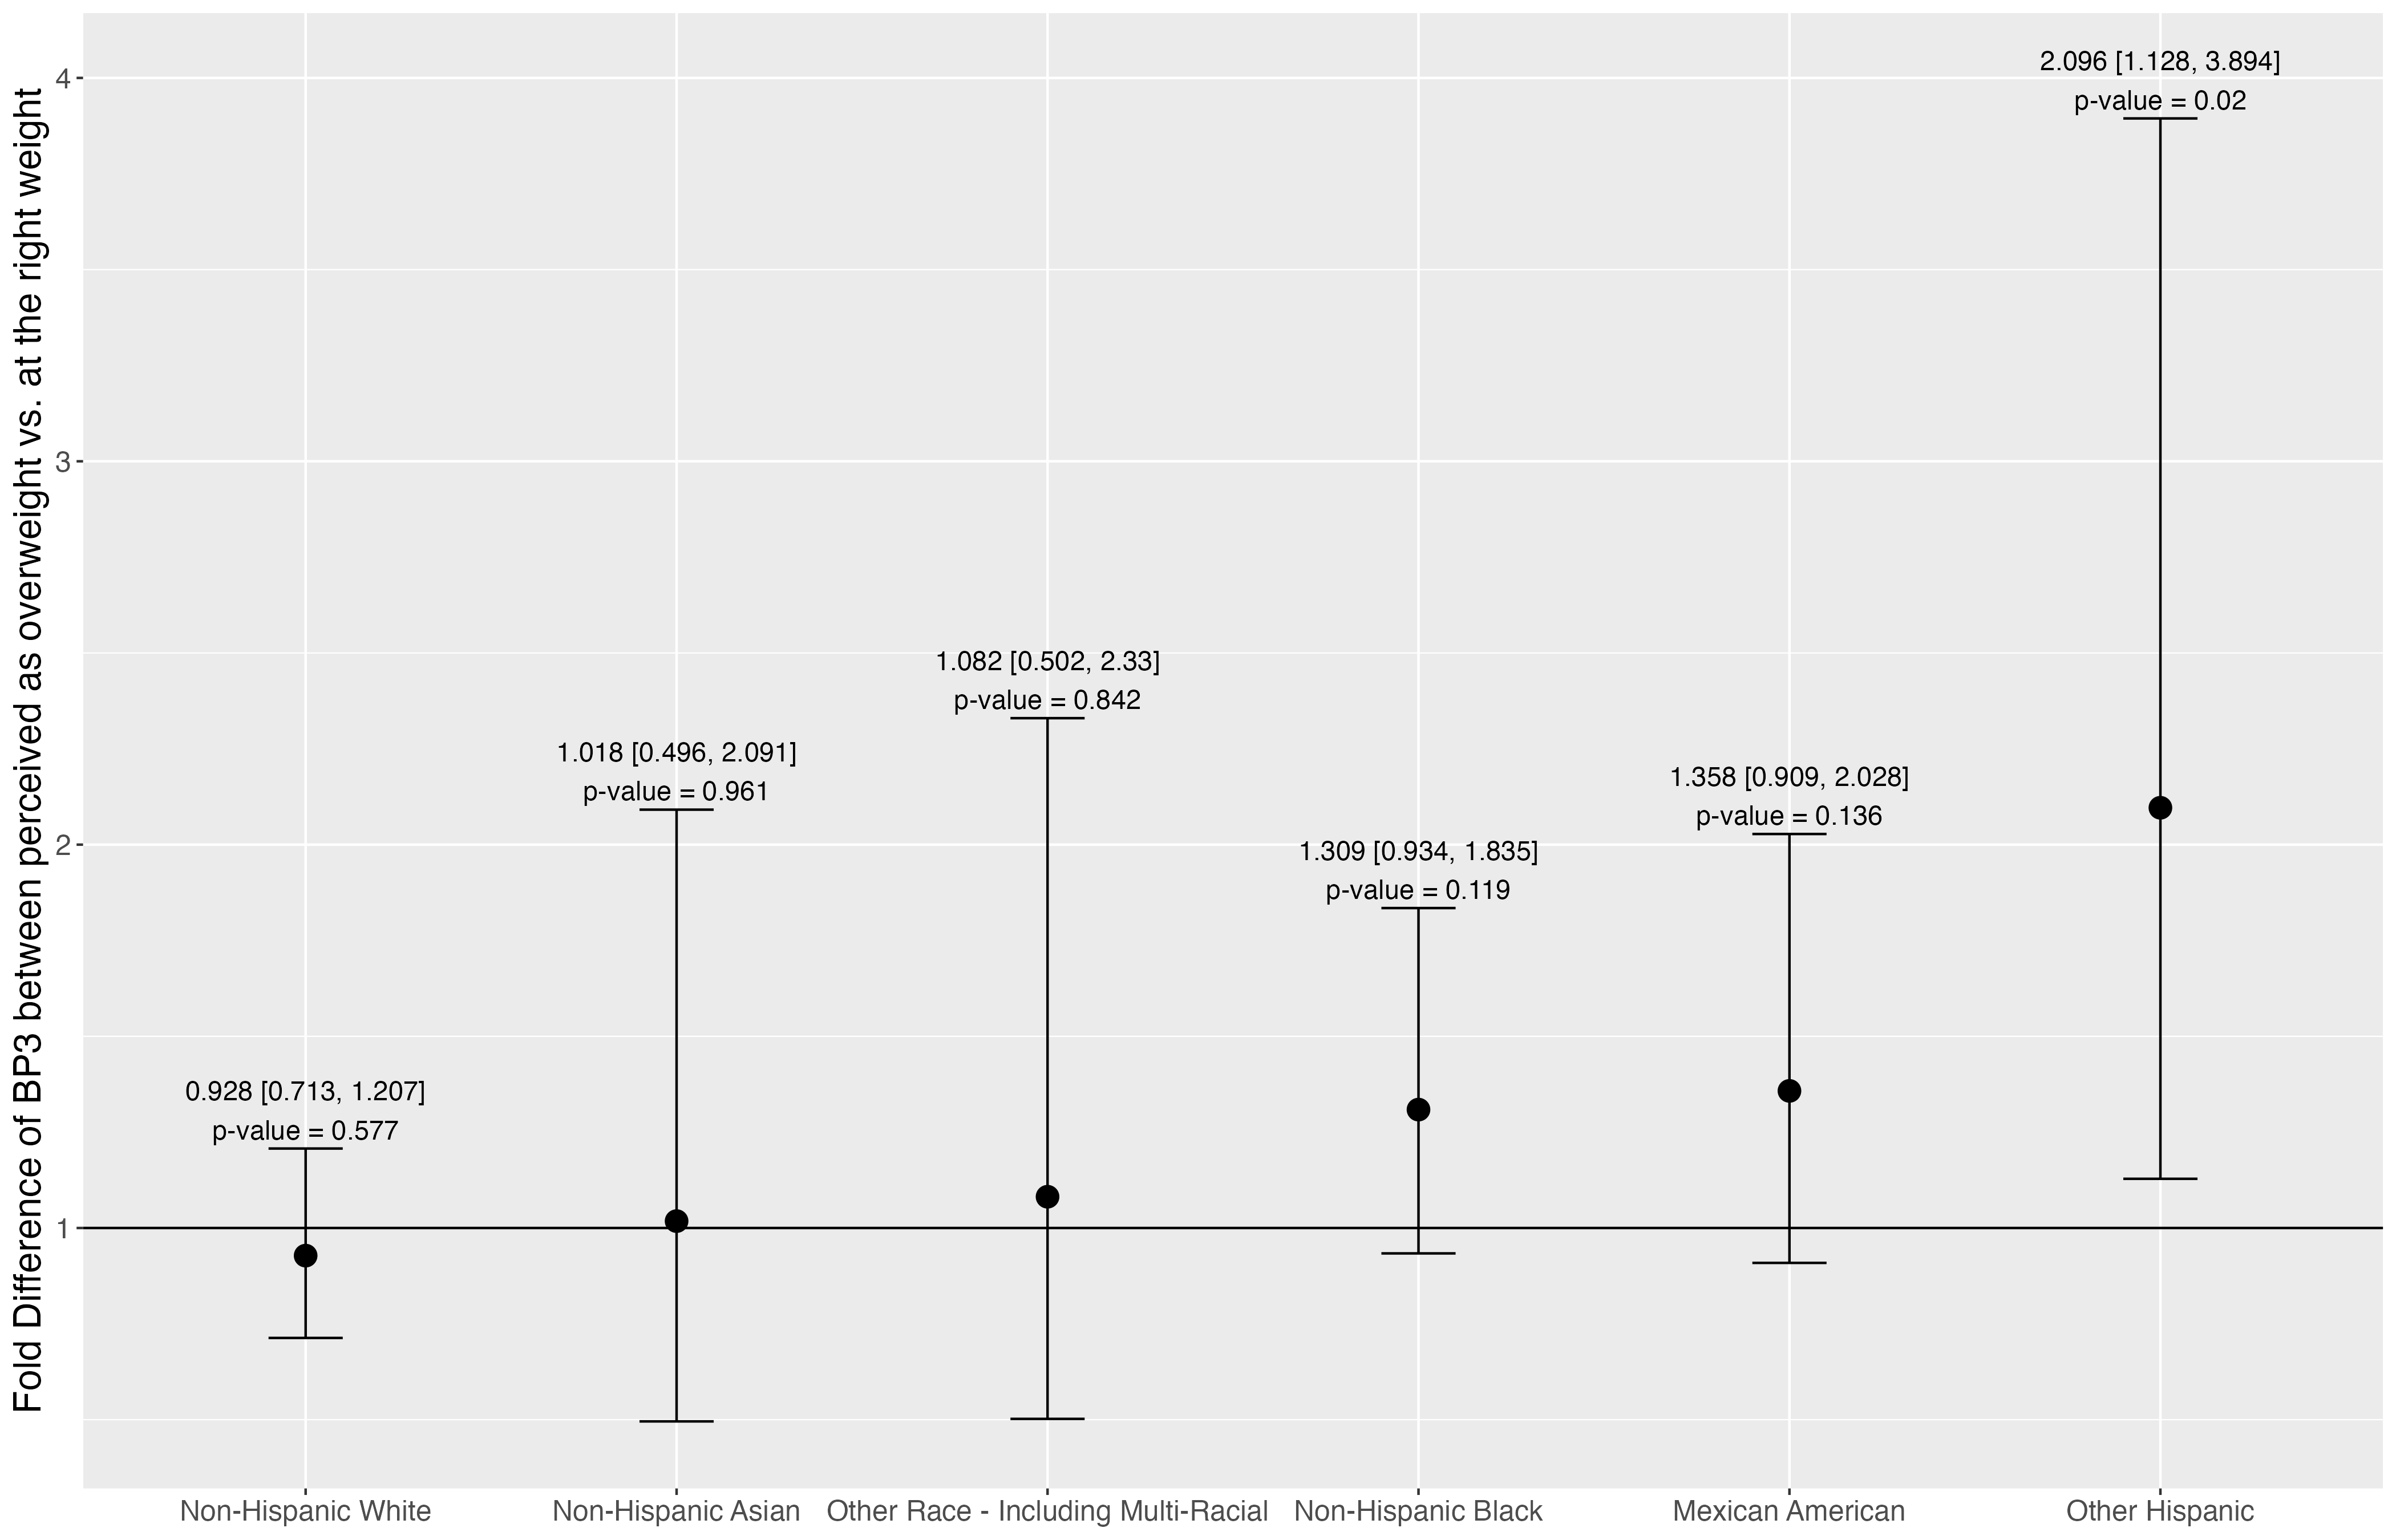 Fold Difference of BP3 between perceived as overweight vs. at the right weight
4
3
2
1
0.928 [0.713, 1.207]
p-value = 0.577
1.018 [0.496, 2.091]
p-value = 0.961
1.082 [0.502, 2.33]
p-value = 0.842
1.309 [0.934, 1.835]
p-value = 0.119
1.358 [0.909, 2.028]
p-value = 0.136
2.096 [1.128, 3.894]
p-value = 0.02
Non-Hispanic White
Non-Hispanic Asian
Other Race - Including Multi-Racial
Non-Hispanic Black
Mexican American
Other Hispanic